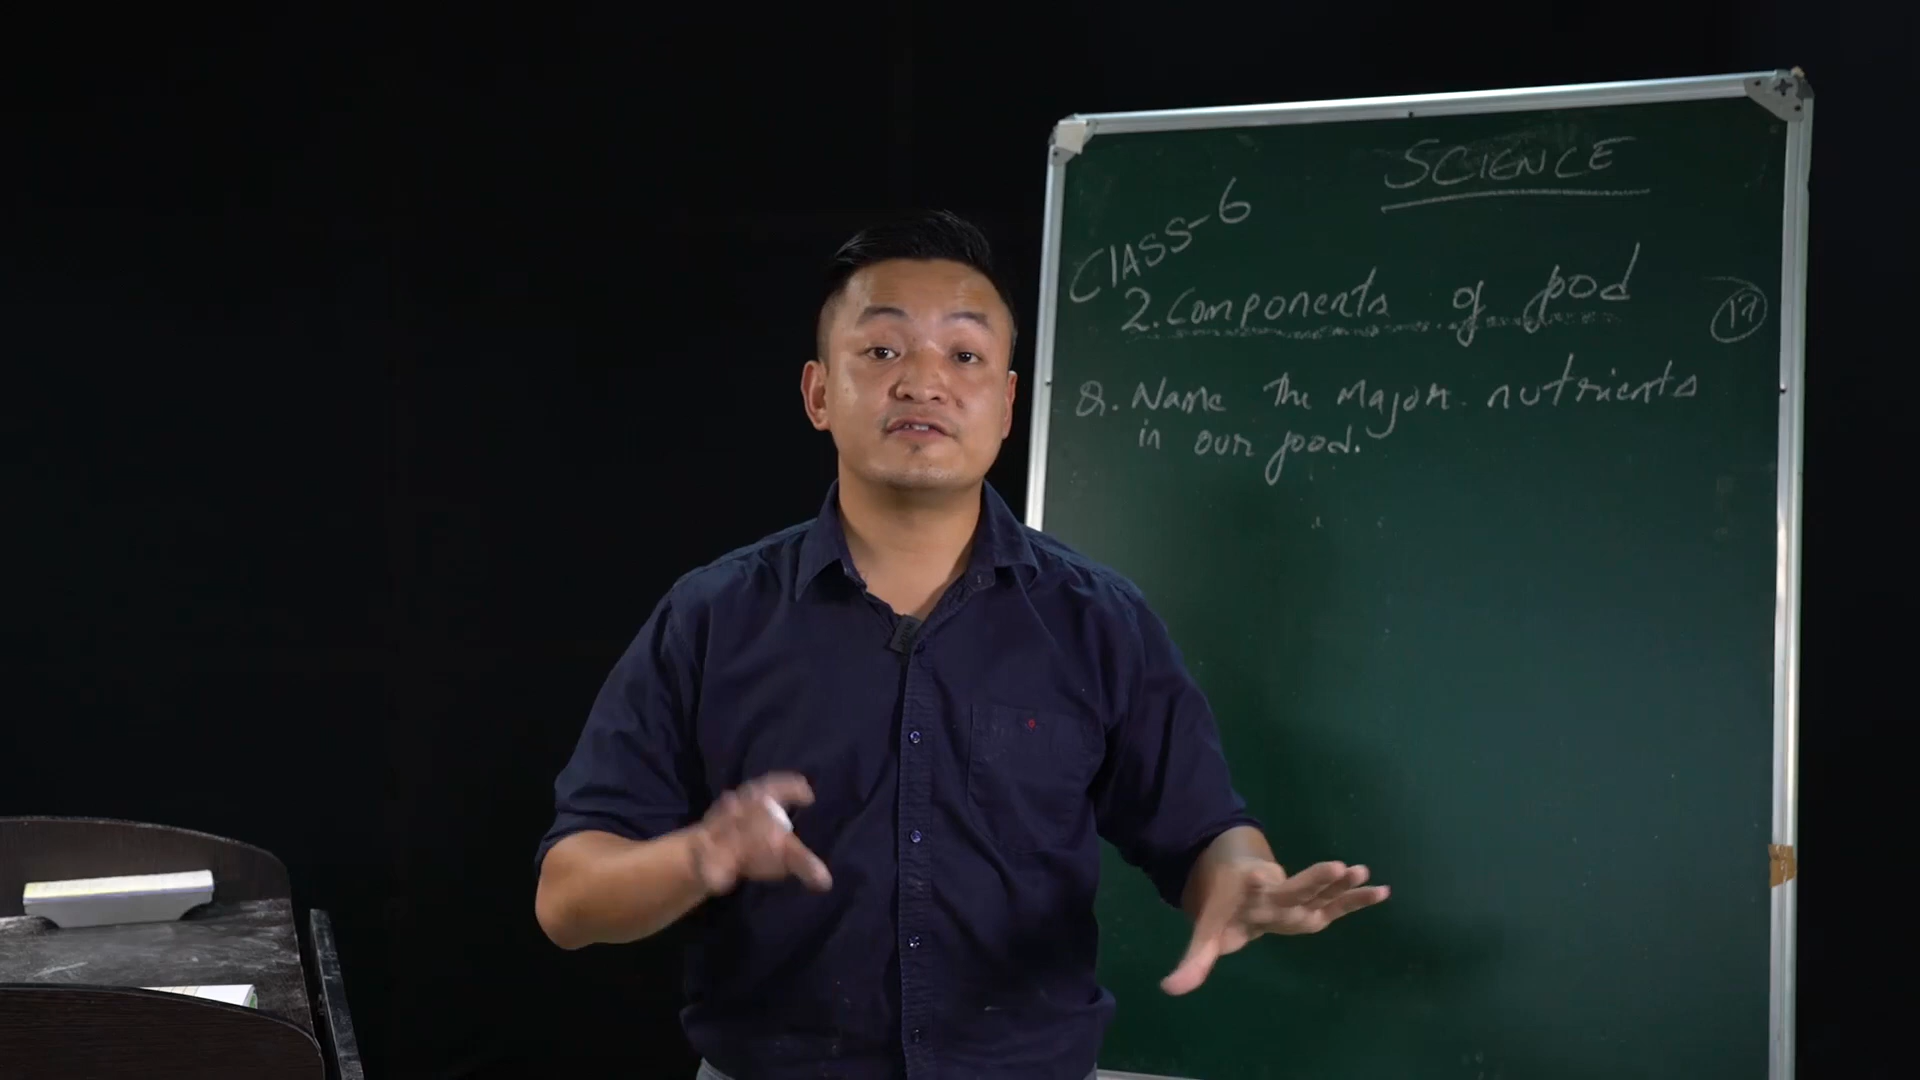 SCIENCE
CLASS-6
2. Components of food
17
Q. Name the major nutrients
in our food.